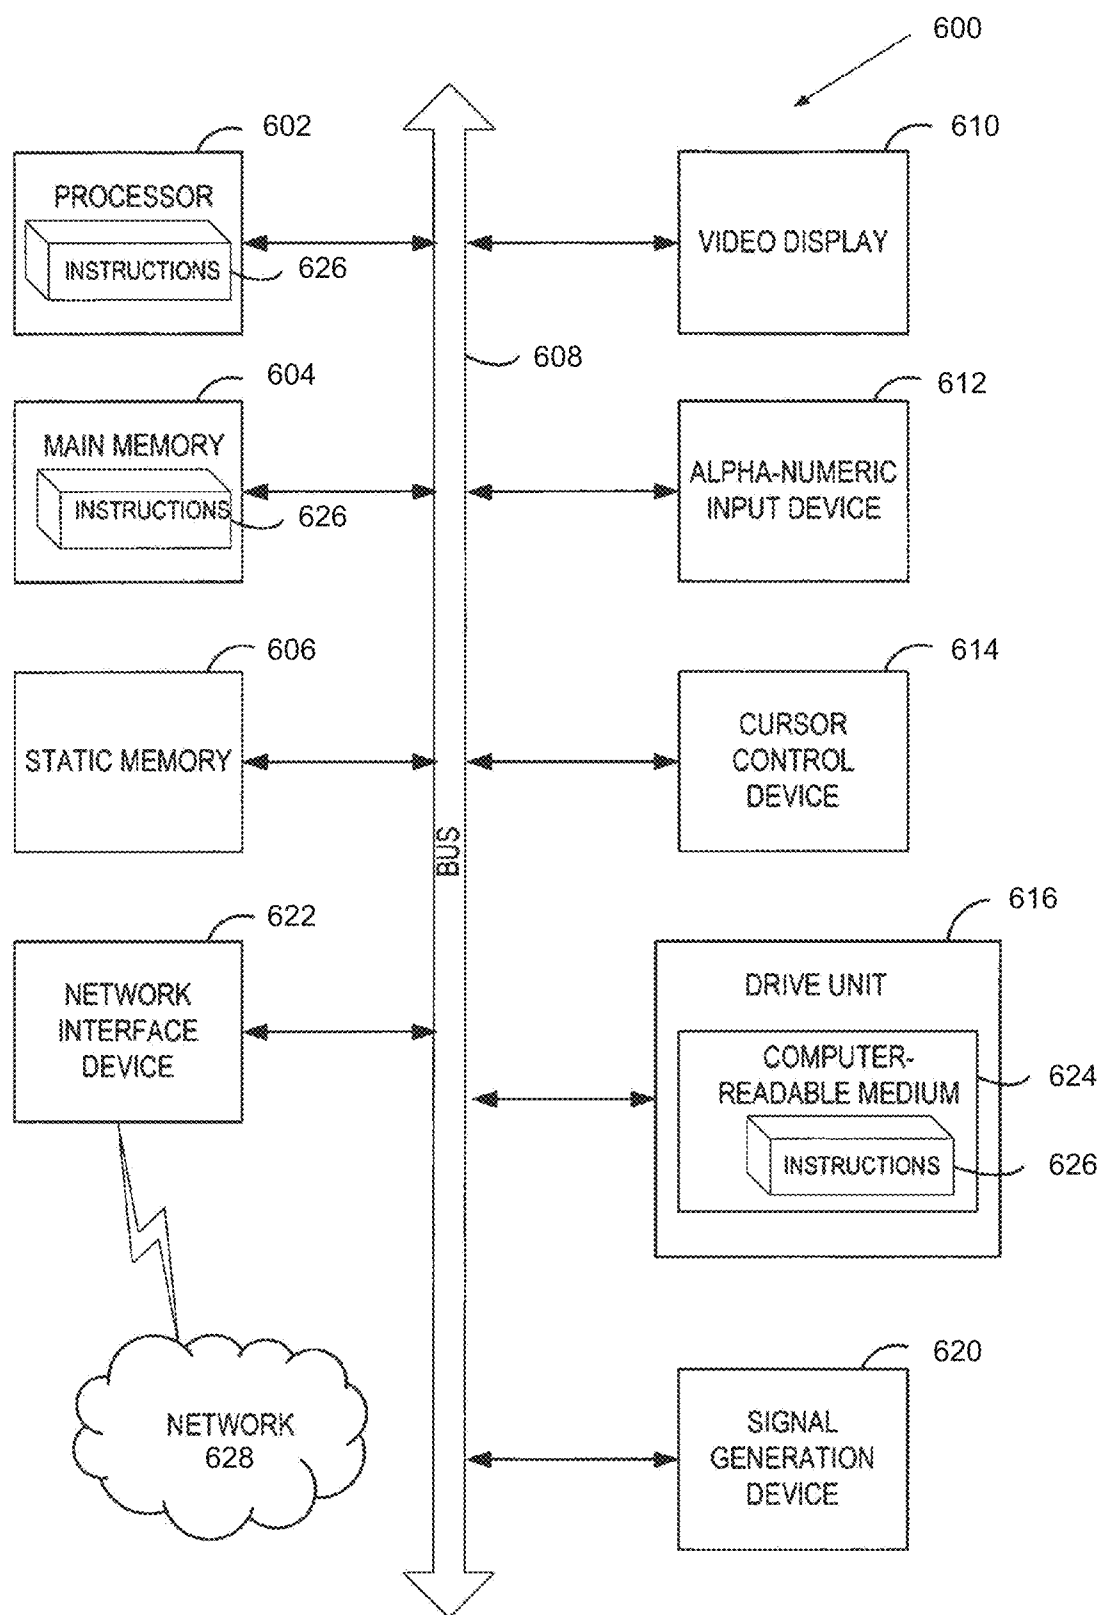 600
602
PROCESSOR
INSTRUCTIONS
626
610
VIDEO DISPLAY
608
604
MAIN MEMORY
INSTRUCTIONS
626
612
ALPHA-NUMERIC
INPUT DEVICE
606
STATIC MEMORY
614
CURSOR
CONTROL
DEVICE
BUS
622
NETWORK
INTERFACE
DEVICE
616
DRIVE UNIT
COMPUTER-
READABLE MEDIUM
624
INSTRUCTIONS
626
NETWORK
628
620
SIGNAL
GENERATION
DEVICE